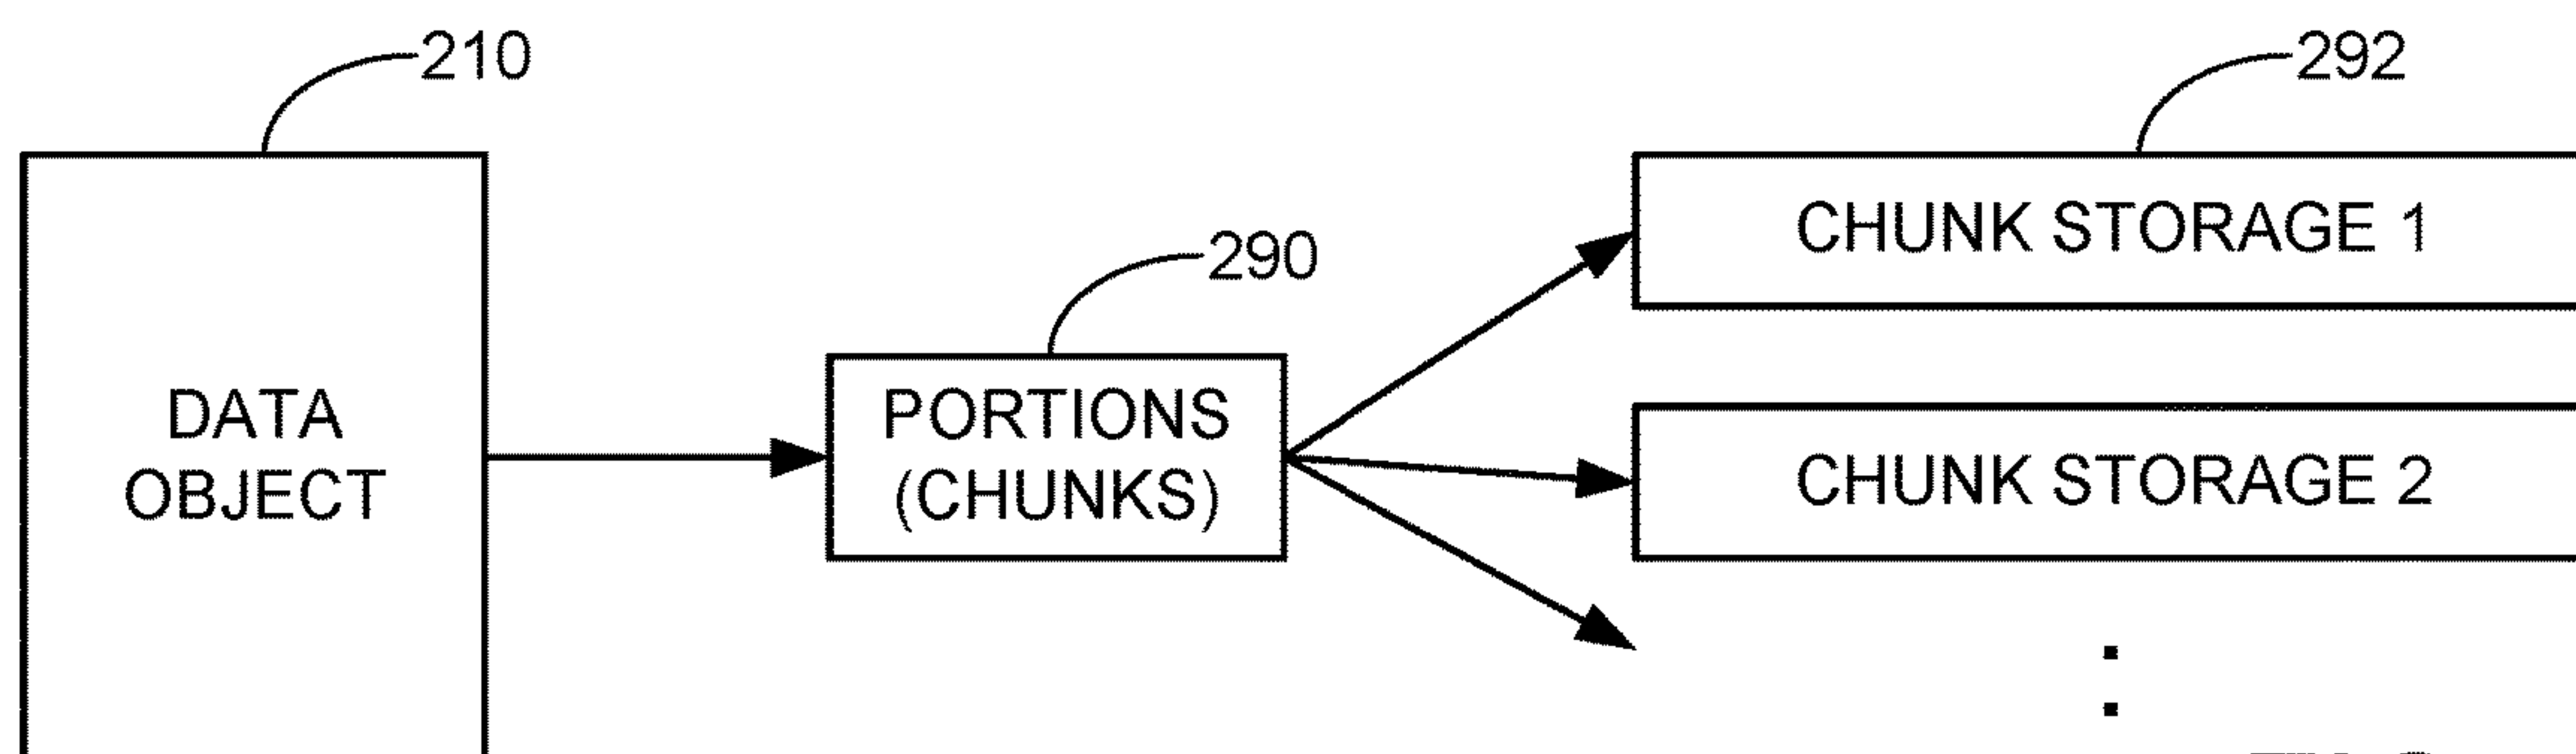 210
292
290
CHUNK STORAGE 1
DATA
OBJECT
PORTIONS
(CHUNKS)
CHUNK STORAGE 2